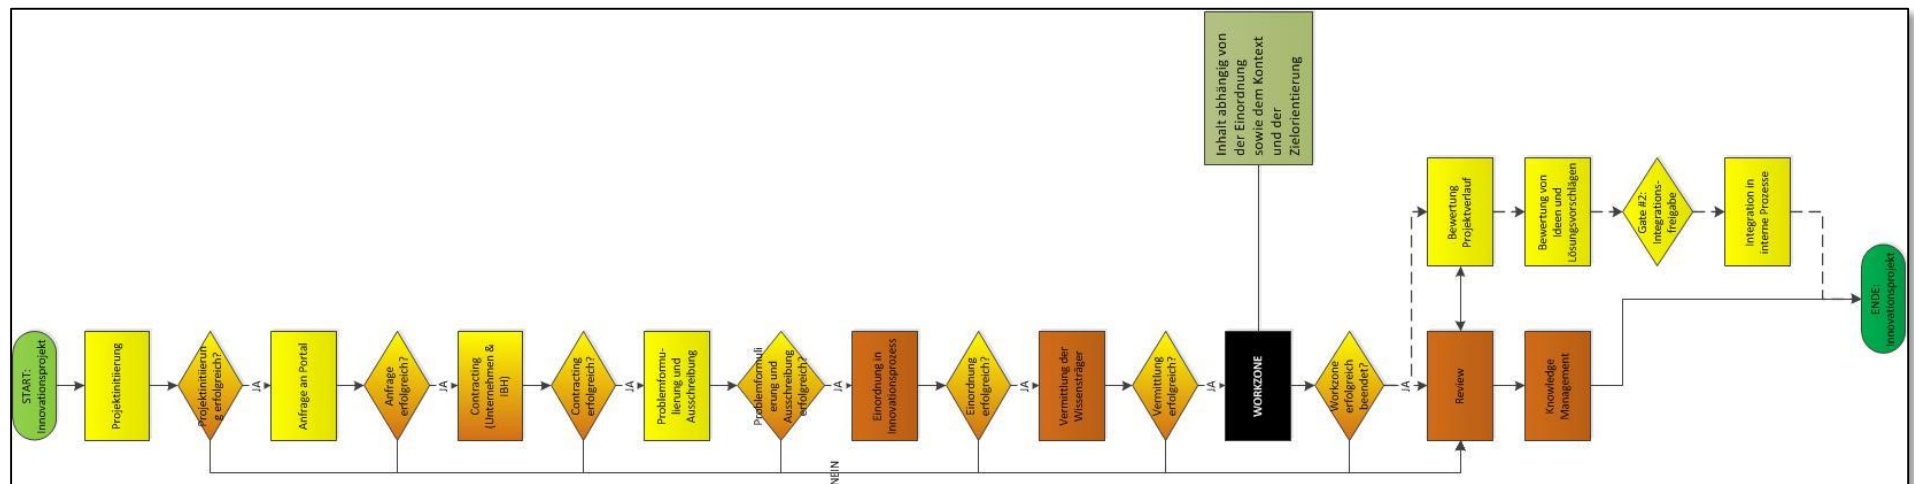 START:
Innovationsprojekt
Projektinitiierung
Projektinitiierun
g erfolgreich?
JA
Anfrage an Portal
Anfrage
erfolgreich?
JA
Contracting
(Unternehmen &
IBH)
Contracting
erfolgreich?
JA
Problemformu-
lierung und
Ausschreibung
Problemformuli
erung und
Ausschreibung
erfolgreich?
JA
Einordnung in
Innovationsprozess
Einordnung
erfolgreich?
JA
Vermittlung der
Wissensträger
Vermittlung
erfolgreich?
JA
WORKZONE
Inhalt abhängig von
der Einordnung
sowie dem Kontext
und der
Zielorientierung
Workzone
erfolgreich
beendet?
JA
NEIN
Review
Knowledge
Management
Bewertung
Projektverlauf
Bewertung von
Ideen und
Lösungsvorschlägen
Gate #2:
Integrations-
freigabe
Integration in
interne Prozesse
ENDE:
Innovationsprojekt